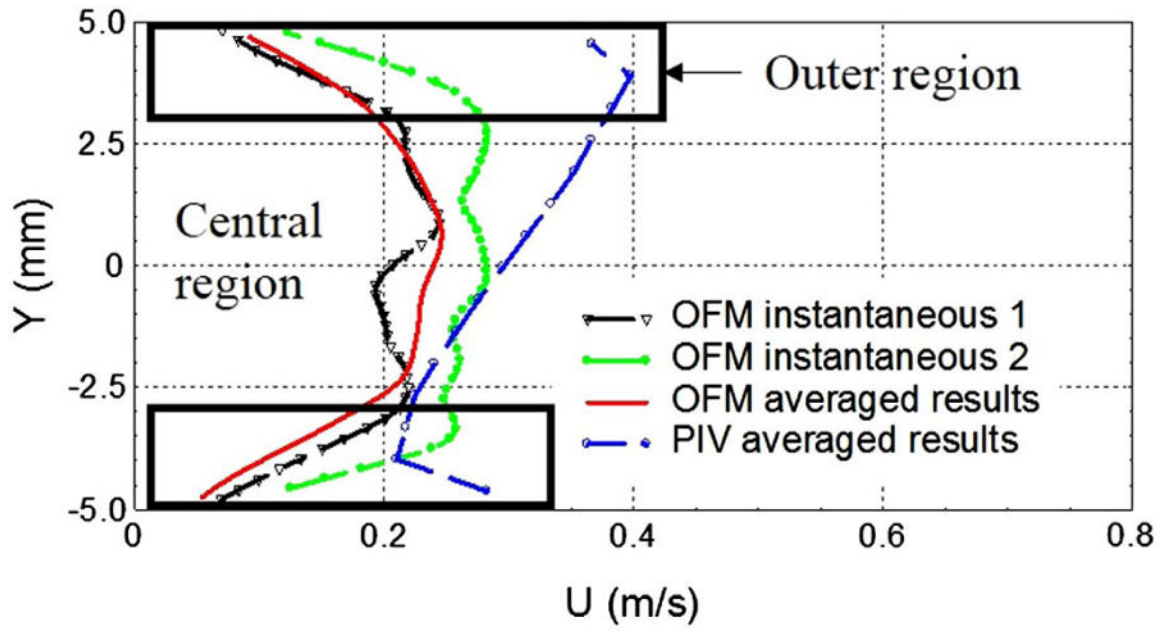 5.0
Outer region
2.5
Central
region
Y (mm)
0
OFM instantaneous 1
OFM instantaneous 2
-2.5
OFM averaged results
PIV averaged results
-5.0
0
0.2
0.4
0.6
0.8
U (m/s)